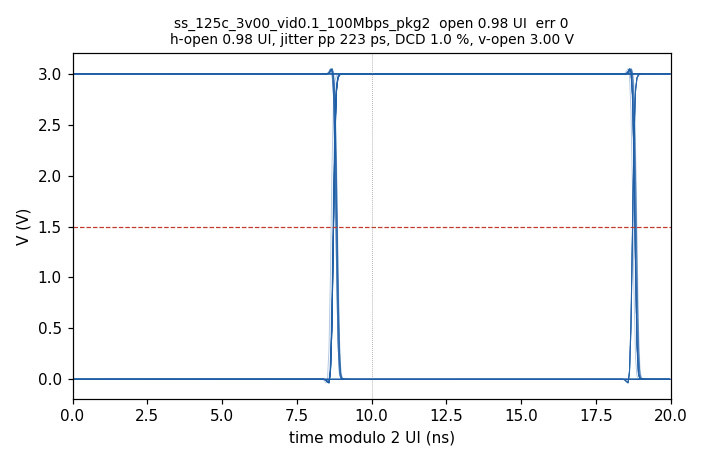 ss_125c_3v00_vid0.1_100Mbps_pkg2  open 0.98 UI  err 0
h-open 0.98 UI, jitter pp 223 ps, DCD 1.0 %, v-open 3.00 V
3.0
2.5
2.0
1.5
1.0
0.5
0.0
V (V)
0.0 2.5 5.0 7.5 10.0 12.5 15.0 17.5 20.0
time modulo 2 UI (ns)